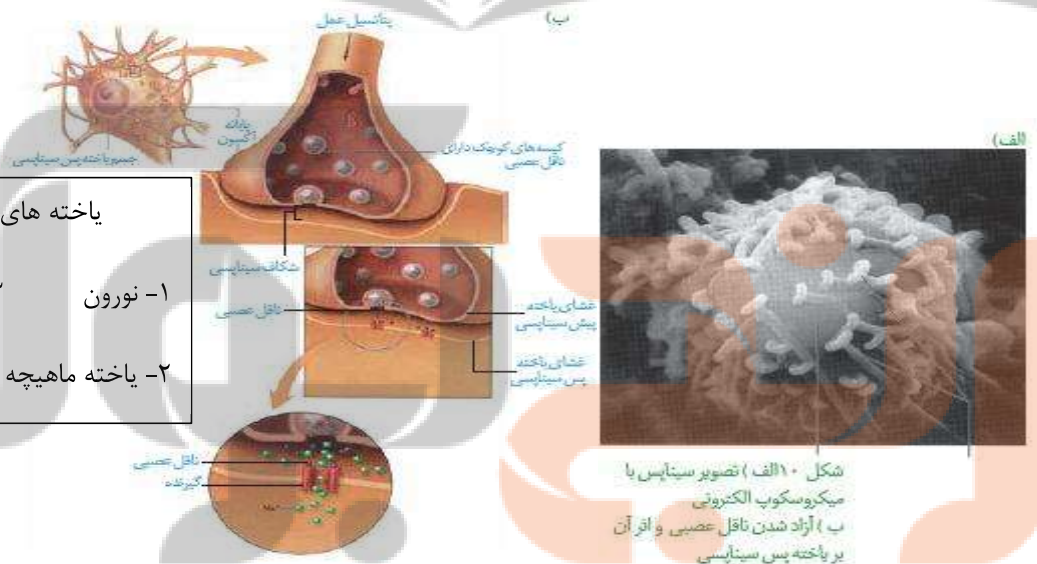 ب)
پتانسیل عمل
پایانه
آکسون
جسم یاخته پس سیناپسی
کیسه‌های کوچک دارای
ناقل عصبی
الف)
یاخته های
۱- نورون
۲- یاخته ماهیچه
شکاف سیناپسی
ناقل عصبی
غشای یاخته
پیش سیناپسی
غشای یاخته
پس سیناپسی
ناقل عصبی
گیرنده
شکل ۱۰ الف) تصویر سیناپس با
میکروسکوپ الکترونی
ب) آزاد شدن ناقل عصبی و اثر آن
بر یاخته پس سیناپسی